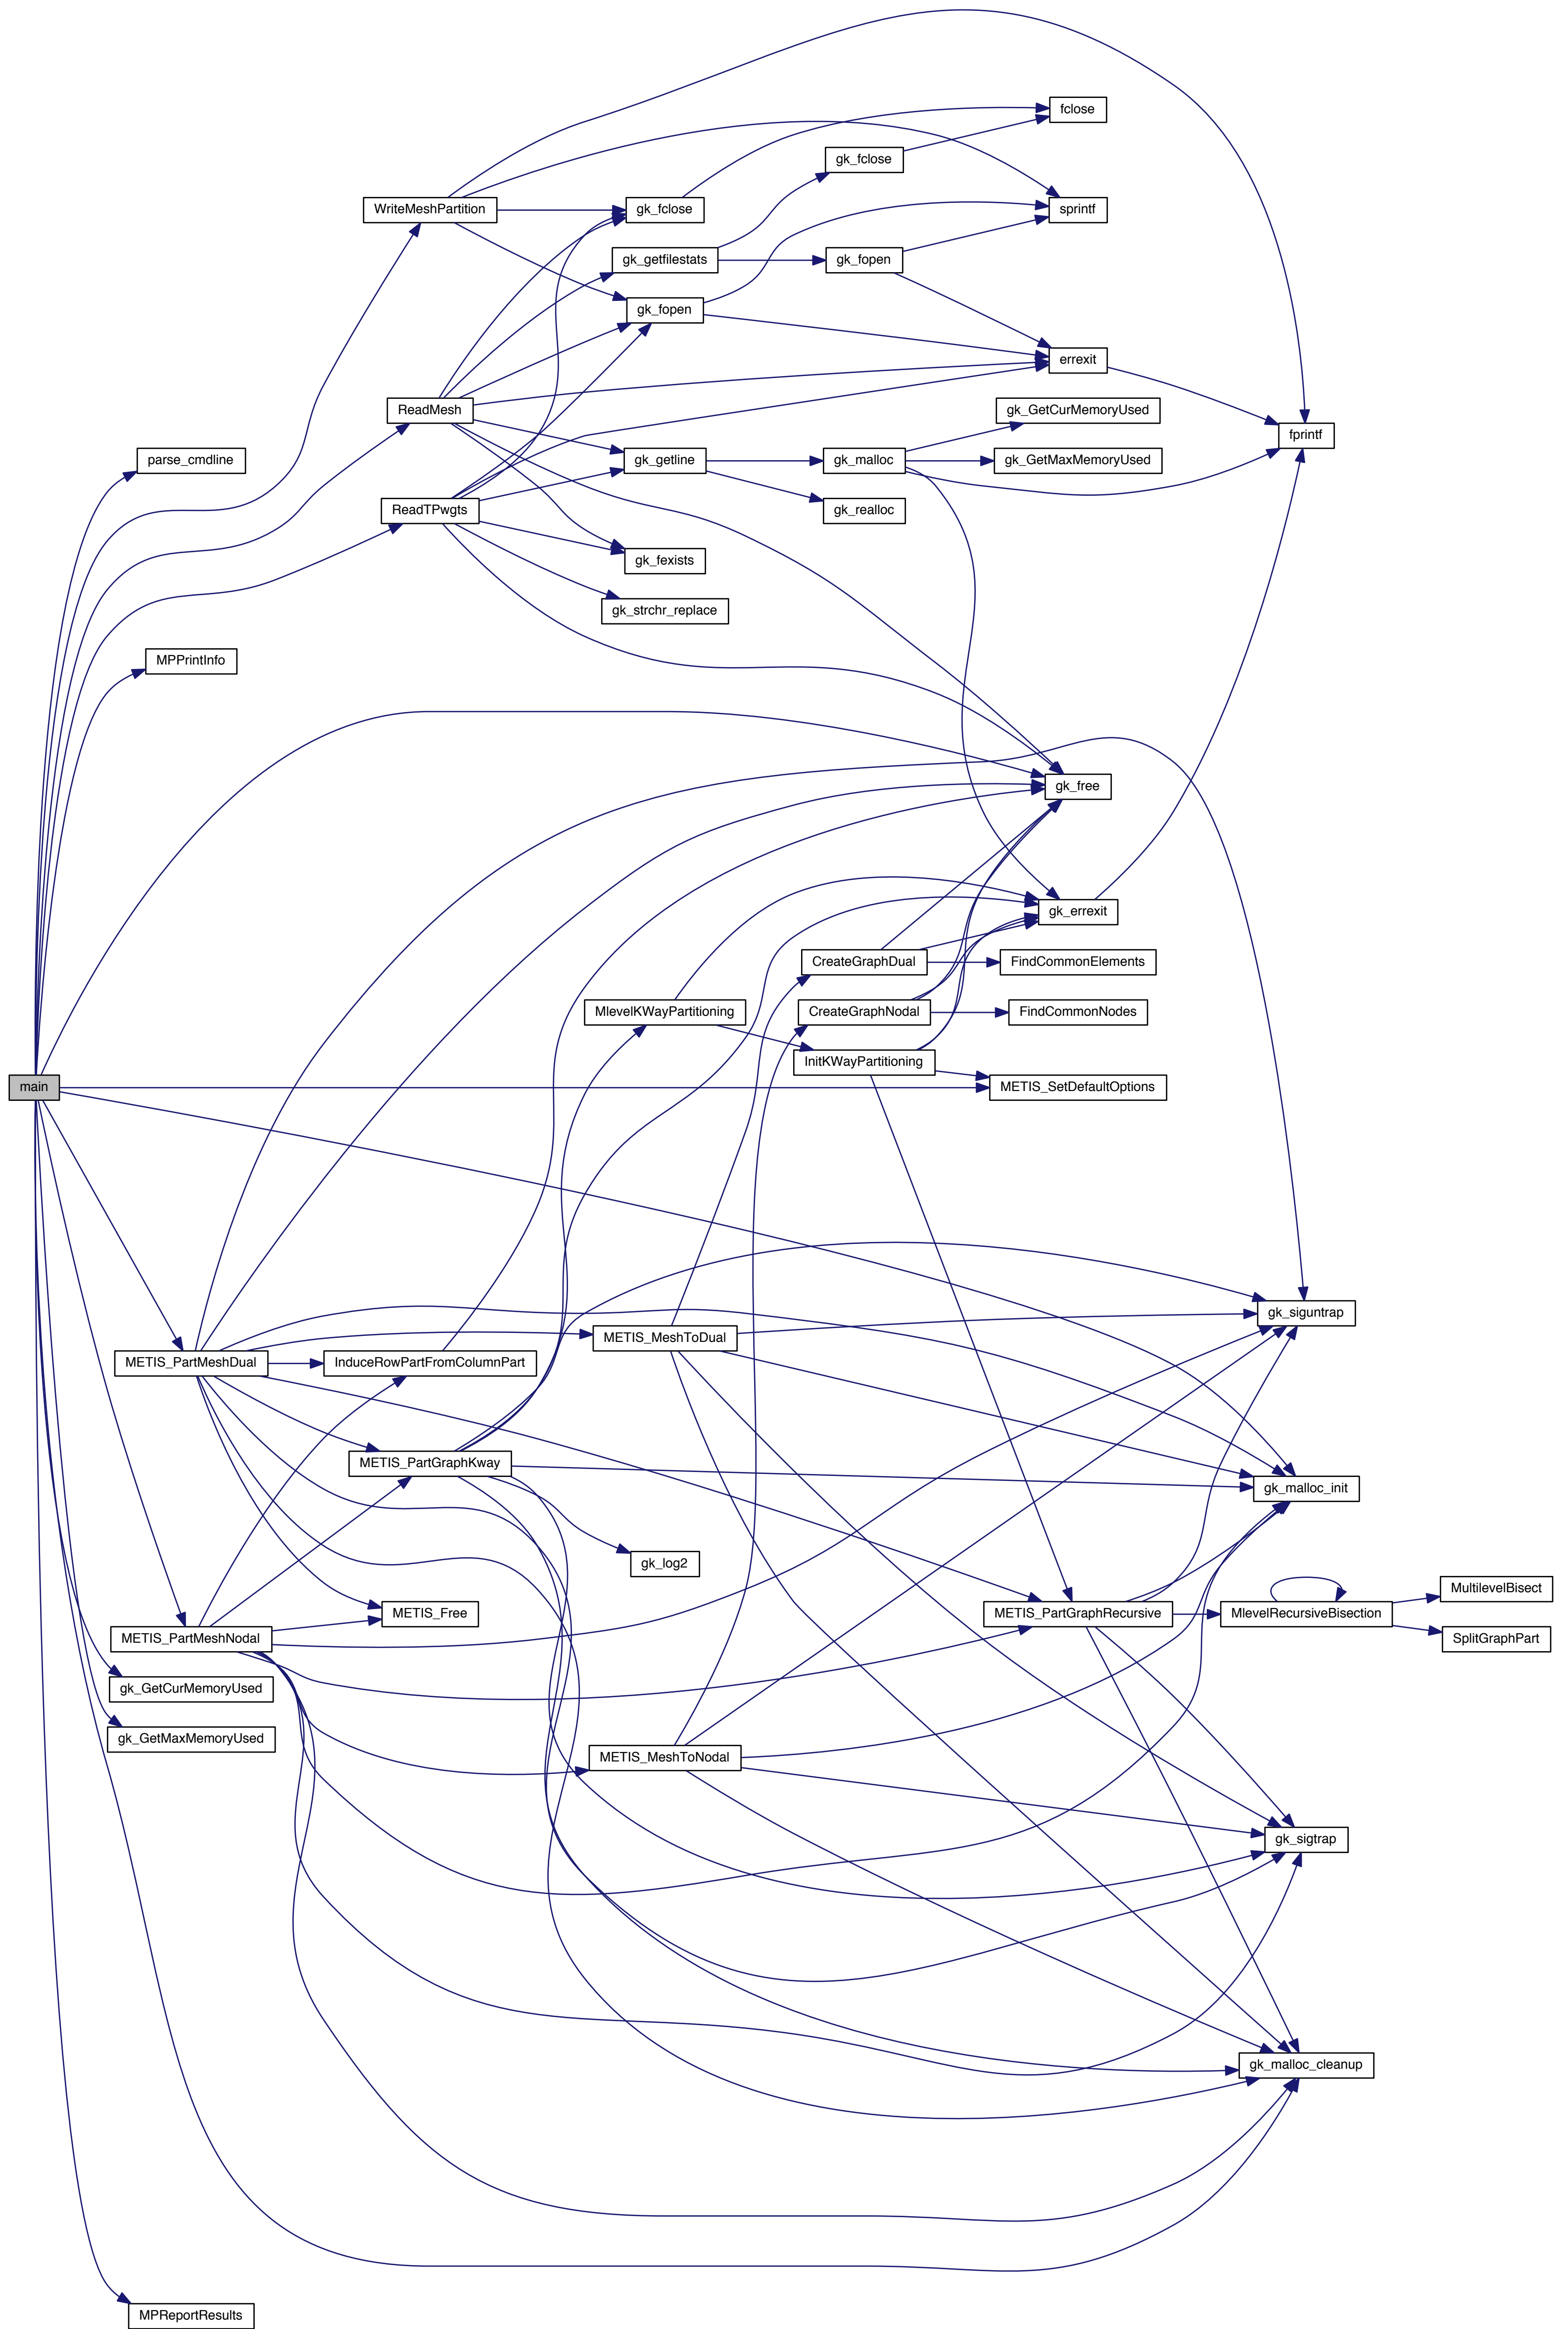 fclose
gk_fclose
WriteMeshPartition
gk_fclose
sprintf
gk_getfilestats
gk_fopen
gk_fopen
errexit
ReadMesh
gk_GetCurMemoryUsed
fprintf
parse_cmdline
gk_getline
gk_malloc
gk_GetMaxMemoryUsed
ReadTPwgts
gk_realloc
gk_fexists
gk_strchr_replace
MPPrintInfo
gk_free
gk_errexit
CreateGraphDual
FindCommonElements
MlevelKWayPartitioning
CreateGraphNodal
FindCommonNodes
InitKWayPartitioning
main
METIS_SetDefaultOptions
gk_siguntrap
METIS_MeshToDual
METIS_PartMeshDual
InduceRowPartFromColumnPart
METIS_PartGraphKway
gk_malloc_init
gk_log2
MultilevelBisect
METIS_Free
METIS_PartGraphRecursive
MlevelRecursiveBisection
METIS_PartMeshNodal
SplitGraphPart
gk_GetCurMemoryUsed
gk_GetMaxMemoryUsed
METIS_MeshToNodal
gk_sigtrap
gk_malloc_cleanup
MPReportResults